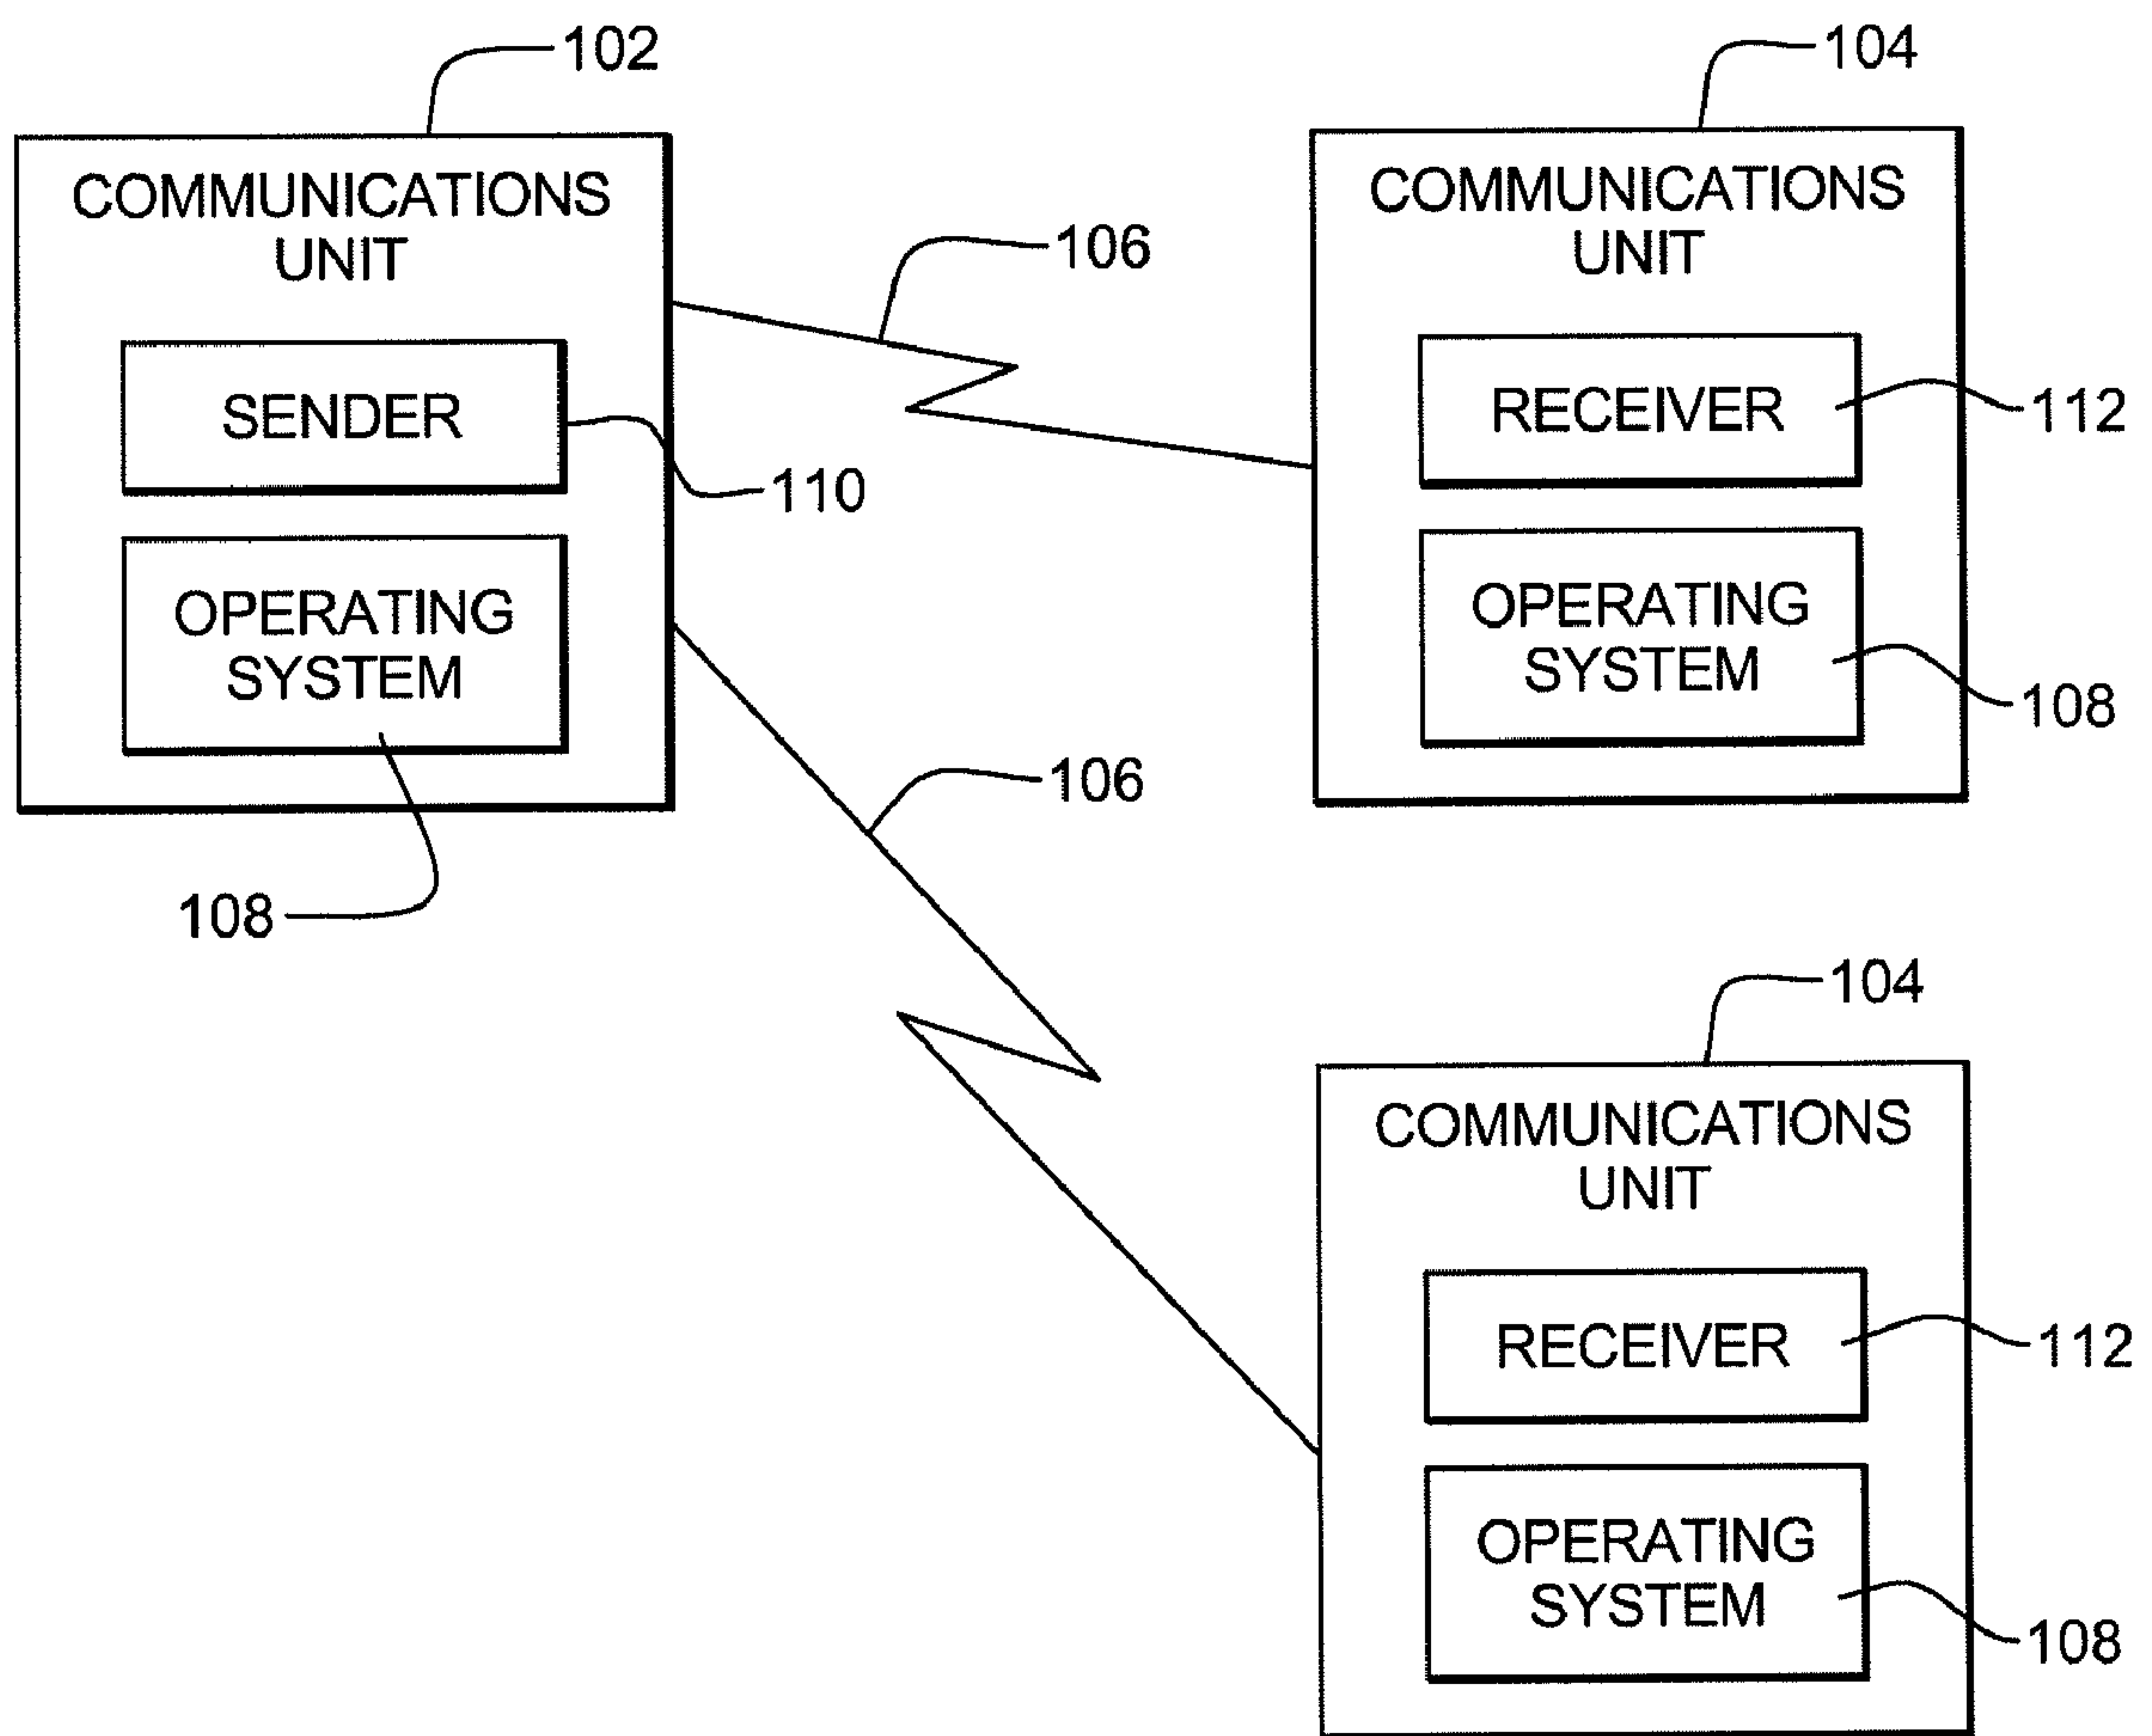 102
COMMUNICATIONS
UNIT
SENDER
110
OPERATING
SYSTEM
108
106
106
104
COMMUNICATIONS
UNIT
RECEIVER
112
OPERATING
SYSTEM
108
104
COMMUNICATIONS
UNIT
RECEIVER
112
OPERATING
SYSTEM
108